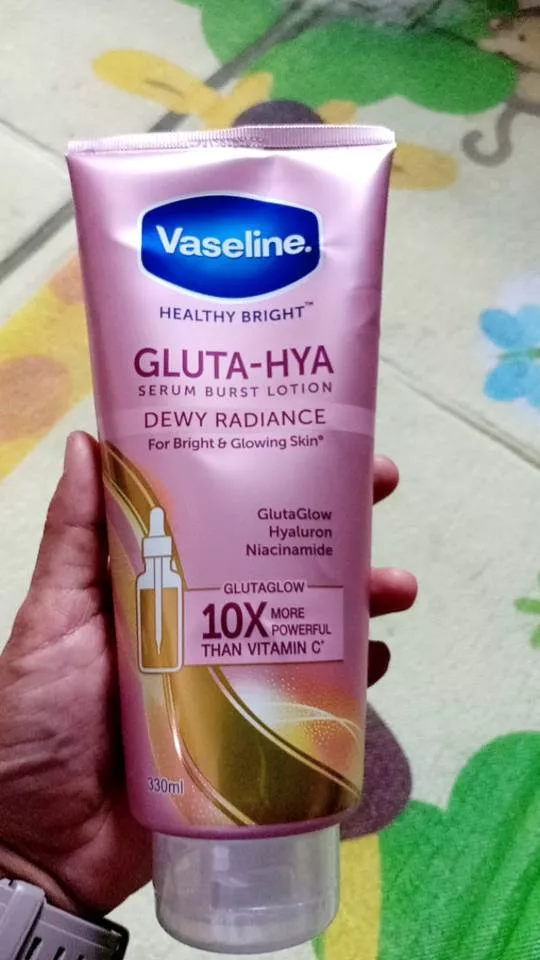 Vaseline.
HEALTHY BRIGHT™
GLUTA-HYA
SERUM BURST LOTION
DEWY RADIANCE
For Bright & Glowing Skin*
GlutaGlow
Hyaluron
Niacinamide
GLUTAGLOW
10X MORE
POWERFUL
THAN VITAMIN C*
330ml